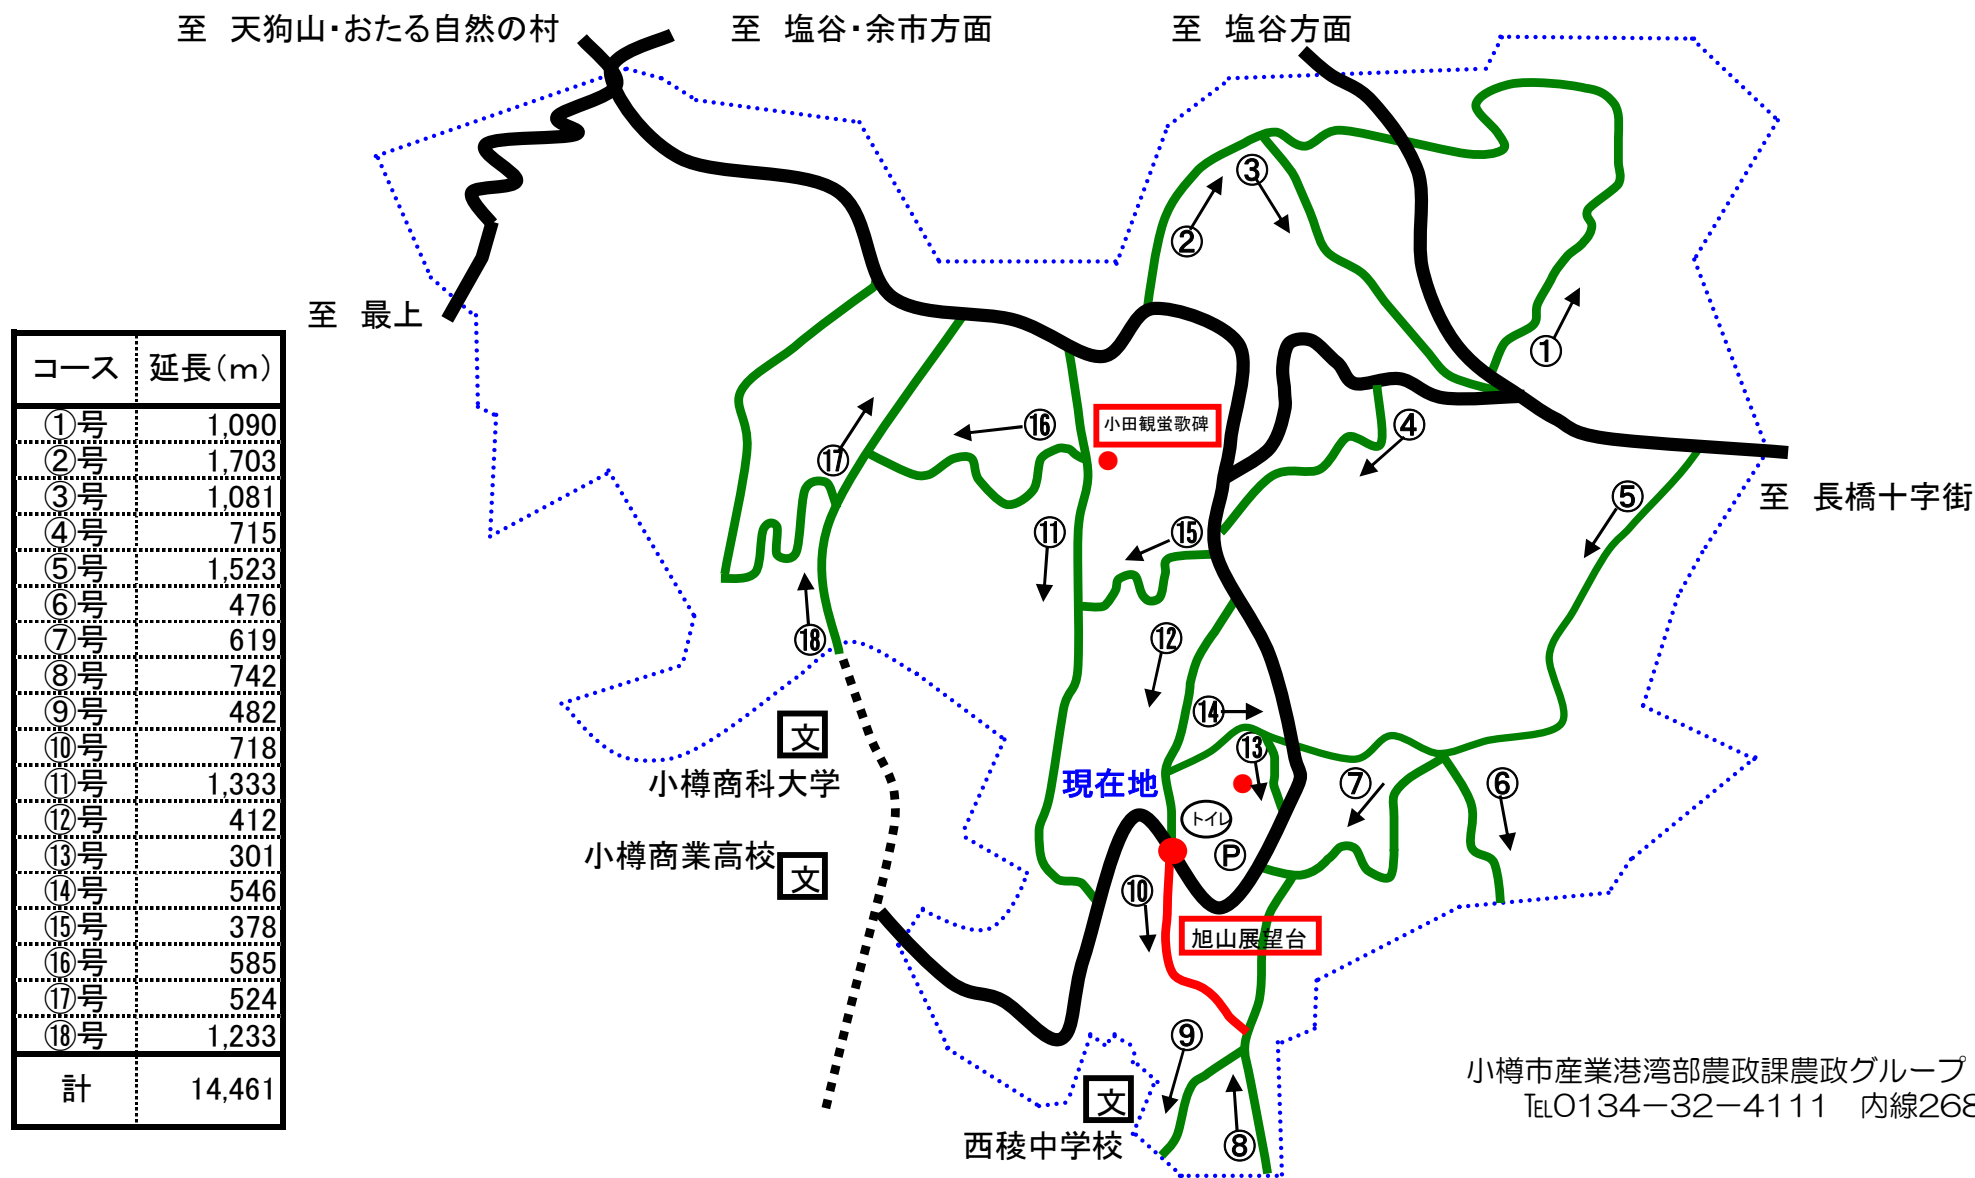 至 天狗山・おたる自然の村
至 塩谷・余市方面
至 塩谷方面
至 最上
至 長橋十字街
コース 延長(m)
①号 1,090
②号 1,703
③号 1,081
④号 715
⑤号 1,523
⑥号 476
⑦号 619
⑧号 742
⑨号 482
⑩号 718
⑪号 1,333
⑫号 412
⑬号 301
⑭号 546
⑮号 378
⑯号 585
⑰号 524
⑱号 1,233
計 14,461
③
②
①
小田観蛍歌碑
⑯
④
⑰
⑤
⑪
⑮
⑫
⑱
⑭
⑬
文
小樽商科大学
現在地
⑦
⑥
トイレ
P
小樽商業高校
文
⑩
旭山展望台
⑨
文
西稜中学校
⑧
小樽市産業港湾部農政課農政グループ
℡0134-32-4111 内線268